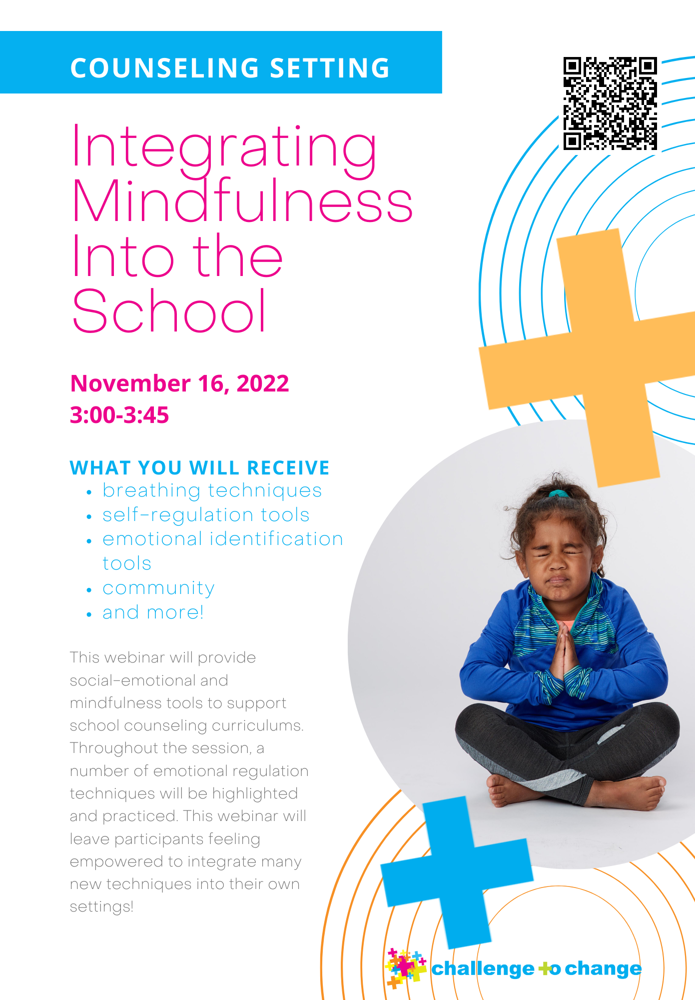 COUNSELING SETTING
Integrating
Mindfulness
Into the
School
November 16, 2022
3:00-3:45
WHAT YOU WILL RECEIVE
• breathing techniques
• self-regulation tools
• emotional identification
tools
• community
• and more!
This webinar will provide
social-emotional and
mindfulness tools to support
school counseling curriculums.
Throughout the session, a
number of emotional regulation
techniques will be highlighted
and practiced. This webinar will
leave participants feeling
empowered to integrate many
new techniques into their own
settings!
challenge to change